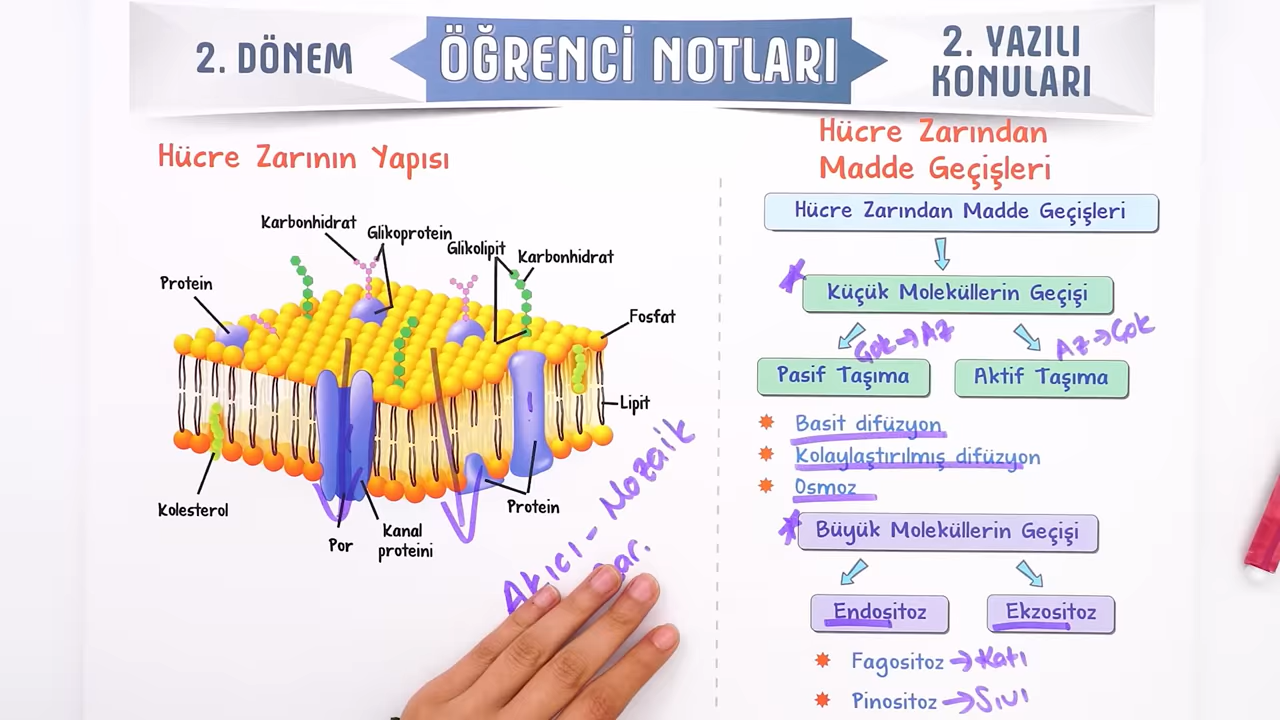 2. DÖNEM
ÖĞRENCİ NOTLARI
2. YAZILI
KONULARI
Hücre Zarının Yapısı
Karbonhidrat
Glikoprotein
Glikolipit
Karbonhidrat
Protein
Fosfat
Lipit
Kolesterol
Por
Kanal
proteini
Protein
Akıcı - Mozaik
Hücre Zarından
Madde Geçişleri
Hücre Zarından Madde Geçişleri
Küçük Moleküllerin Geçişi
Çok → Az
Az → Çok
Pasif Taşıma
Aktif Taşıma
Basit difüzyon
Kolaylaştırılmış difüzyon
Osmoz
Büyük Moleküllerin Geçişi
Endositoz
Ekzositoz
Fagositoz → Katı
Pinositoz → Sıvı